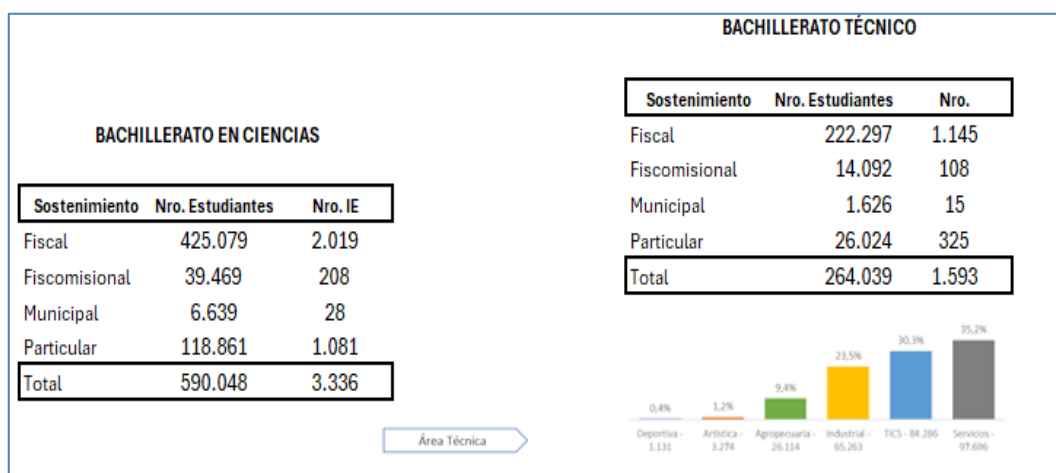 BACHILLERATO EN CIENCIAS
Sostenimiento Nro. Estudiantes Nro. IE
Fiscal 425.079 2.019
Fiscomisional 39.469 208
Municipal 6.639 28
Particular 118.861 1.081
Total 590.048 3.336
BACHILLERATO TÉCNICO
Sostenimiento Nro. Estudiantes Nro.
Fiscal 222.297 1.145
Fiscomisional 14.092 108
Municipal 1.626 15
Particular 26.024 325
Total 264.039 1.593
Área Técnica
0,4% 1,2% 9,4% 23,5% 30,3% 35,2%
Deportiva - Artística - Agropecuaria - Industrial - TICS - 84.286 Servicios -
1.131 3.274 26.114 65.263 97.696